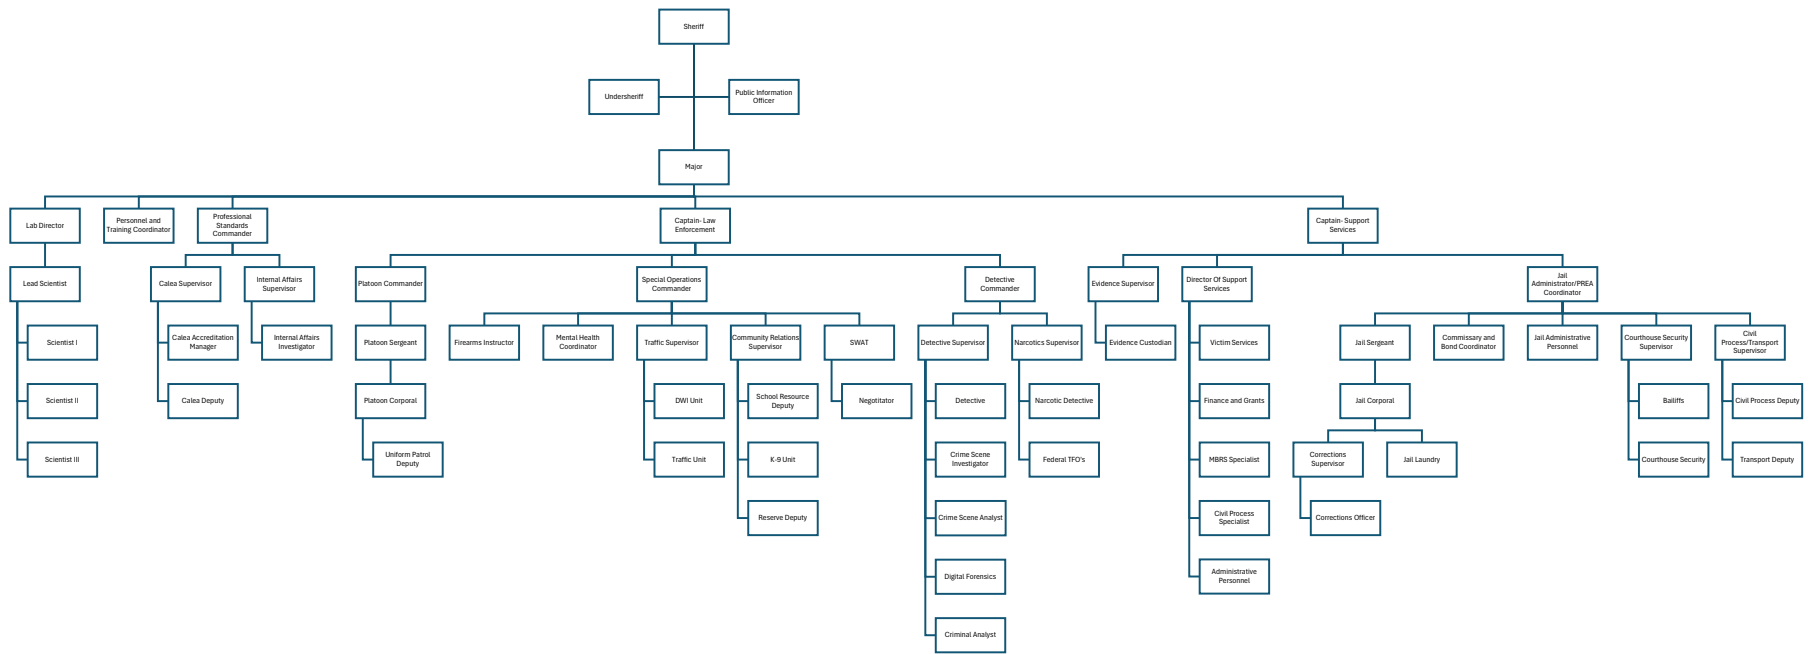 Sheriff
Undersheriff
Public Information
Officer
Major
Lab Director
Personnel and
Training Coordinator
Professional
Standards
Commander
Captain- Law
Enforcement
Captain- Support
Services
Lead Scientist
Calea Supervisor
Internal Affairs
Supervisor
Platoon Commander
Special Operations
Commander
Detective
Commander
Evidence Supervisor
Director Of Support
Services
Jail
Administrator/PREA
Coordinator
Scientist I
Calea Accreditation
Manager
Internal Affairs
Investigator
Platoon Sergeant
Firearms Instructor
Mental Health
Coordinator
Traffic Supervisor
Community Relations
Supervisor
SWAT
Detective Supervisor
Narcotics Supervisor
Evidence Custodian
Victim Services
Jail Sergeant
Commissary and
Bond Coordinator
Jail Administrative
Personnel
Courthouse Security
Supervisor
Civil
Process/Transport
Supervisor
Scientist II
Calea Deputy
Platoon Corporal
DWI Unit
School Resource
Deputy
Negotitator
Detective
Narcotic Detective
Finance and Grants
Jail Corporal
Bailiffs
Civil Process Deputy
Scientist III
Uniform Patrol
Deputy
Traffic Unit
K-9 Unit
Crime Scene
Investigator
Federal TFO's
MBRS Specialist
Corrections
Supervisor
Jail Laundry
Courthouse Security
Transport Deputy
Reserve Deputy
Crime Scene Analyst
Civil Process
Specialist
Corrections Officer
Digital Forensics
Administrative
Personnel
Criminal Analyst